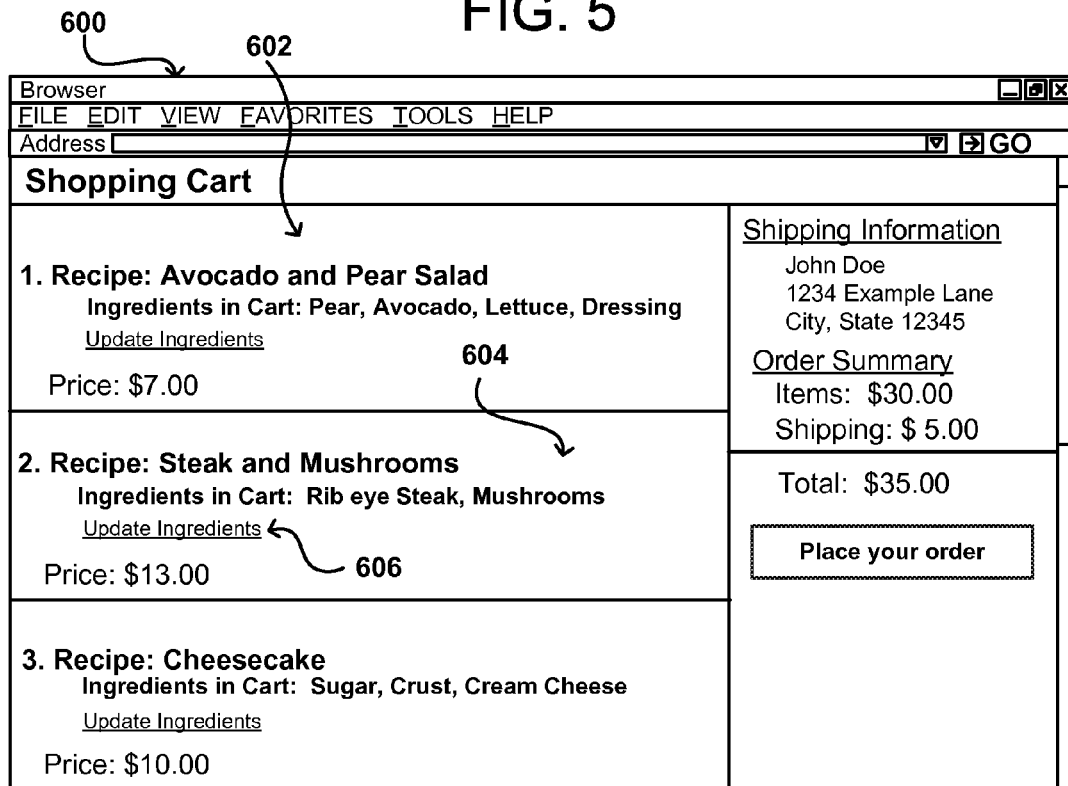 FIG. 5
600
602
Browser
FILE EDIT VIEW FAVORITES TOOLS HELP
Address GO
Shopping Cart
1. Recipe: Avocado and Pear Salad
Ingredients in Cart: Pear, Avocado, Lettuce, Dressing
Update Ingredients
604
Price: $7.00
2. Recipe: Steak and Mushrooms
Ingredients in Cart: Rib eye Steak, Mushrooms
Update Ingredients
606
Price: $13.00
3. Recipe: Cheesecake
Ingredients in Cart: Sugar, Crust, Cream Cheese
Update Ingredients
Price: $10.00
Shipping Information
John Doe
1234 Example Lane
City, State 12345
Order Summary
Items: $30.00
Shipping: $ 5.00
Total: $35.00
Place your order